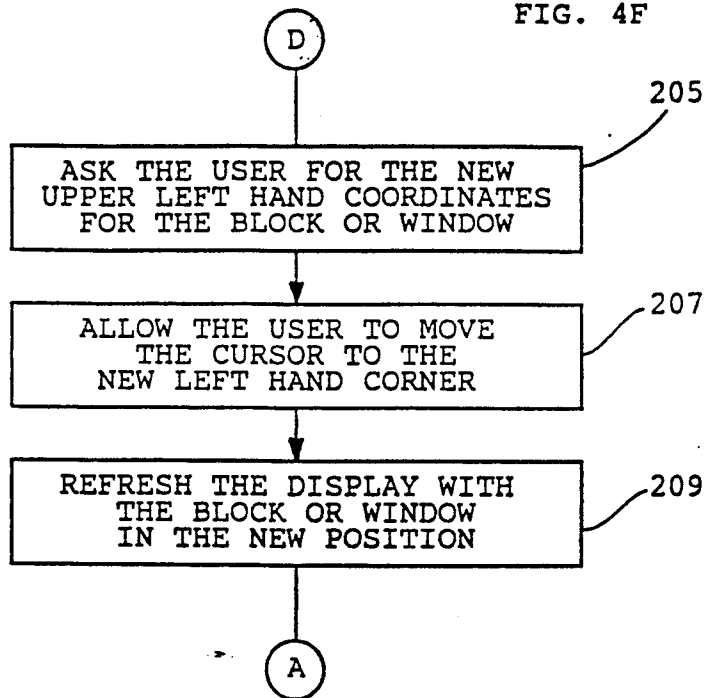 FIG. 4F
D
205
ASK THE USER FOR THE NEW
UPPER LEFT HAND COORDINATES
FOR THE BLOCK OR WINDOW
207
ALLOW THE USER TO MOVE
THE CURSOR TO THE
NEW LEFT HAND CORNER
209
REFRESH THE DISPLAY WITH
THE BLOCK OR WINDOW
IN THE NEW POSITION
A